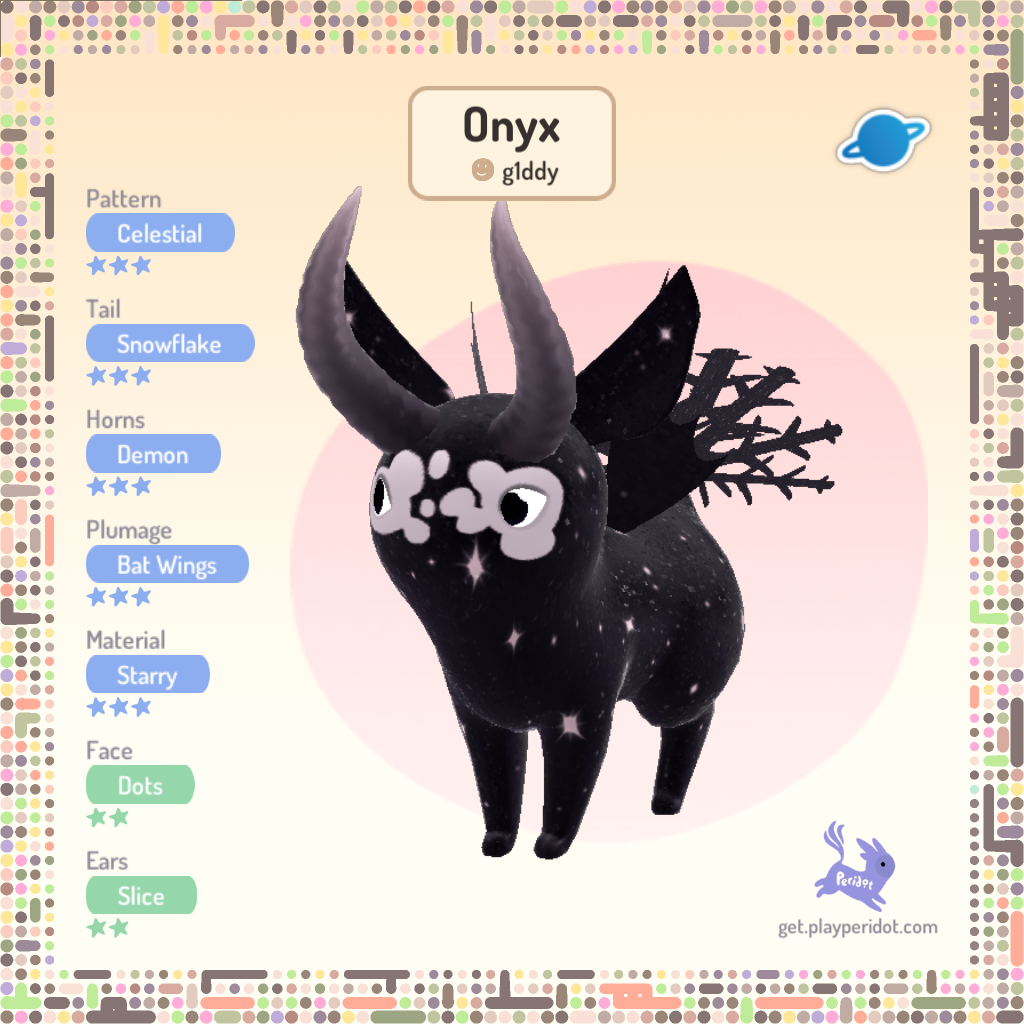 Onyx
g1ddy
Pattern
Celestial
Tail
Snowflake
Horns
Demon
Plumage
Bat Wings
Material
Starry
Face
Dots
Ears
Slice
Peridot
get.playperidot.com